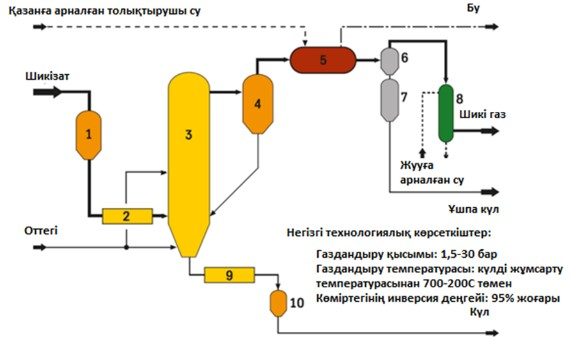 Қазанға арналған толықтырушы су
Бу
Шикізат
1
2
3
4
5
6
7
8
Шикі газ
Жууға
арналған су
Ұшпа күл
Оттегі
9
10
Негізгі технологиялық көрсеткіштер:
Газдандыру қысымы: 1,5-30 бар
Газдандыру температурасы: күлді жұмсарту
температурасынан 700-200С төмен
Көміртегінің инверсия деңгейі: 95% жоғары
Күл